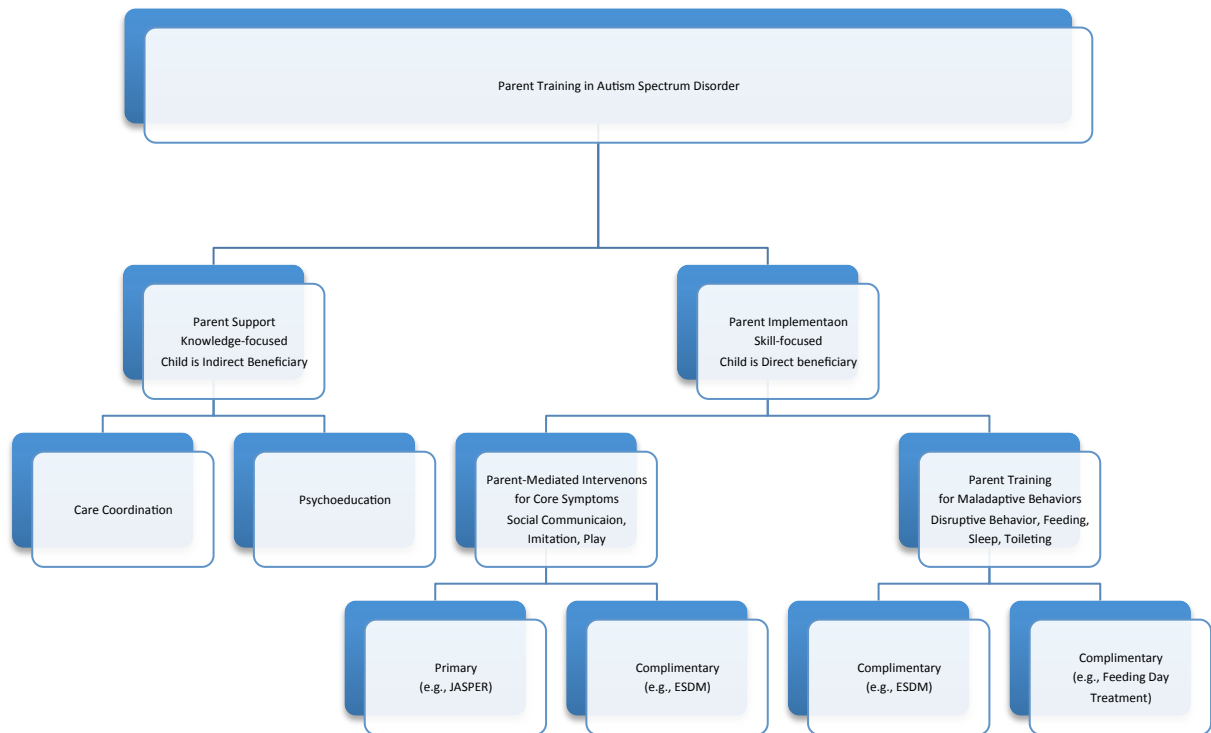 Parent Training in Autism Spectrum Disorder
Parent Support
Knowledge-focused
Child is Indirect Beneficiary
Parent Implementaon
Skill-focused
Child is Direct beneficiary
Care Coordination
Psychoeducation
Parent-Mediated Intervenons
for Core Symptoms
Social Communicaion,
Imitation, Play
Parent Training
for Maladaptive Behaviors
Disruptive Behavior, Feeding,
Sleep, Toileting
Primary
(e.g., JASPER)
Complimentary
(e.g., ESDM)
Complimentary
(e.g., ESDM)
Complimentary
(e.g., Feeding Day
Treatment)